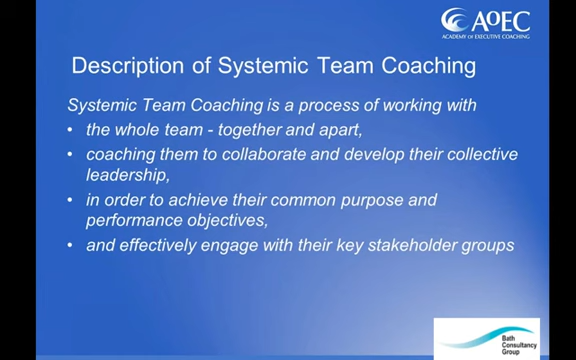 AoEC
ACADEMY OF EXECUTIVE COACHING
Description of Systemic Team Coaching
Systemic Team Coaching is a process of working with
• the whole team - together and apart,
• coaching them to collaborate and develop their collective
leadership,
• in order to achieve their common purpose and
performance objectives,
• and effectively engage with their key stakeholder groups
Bath
Consultancy
Group